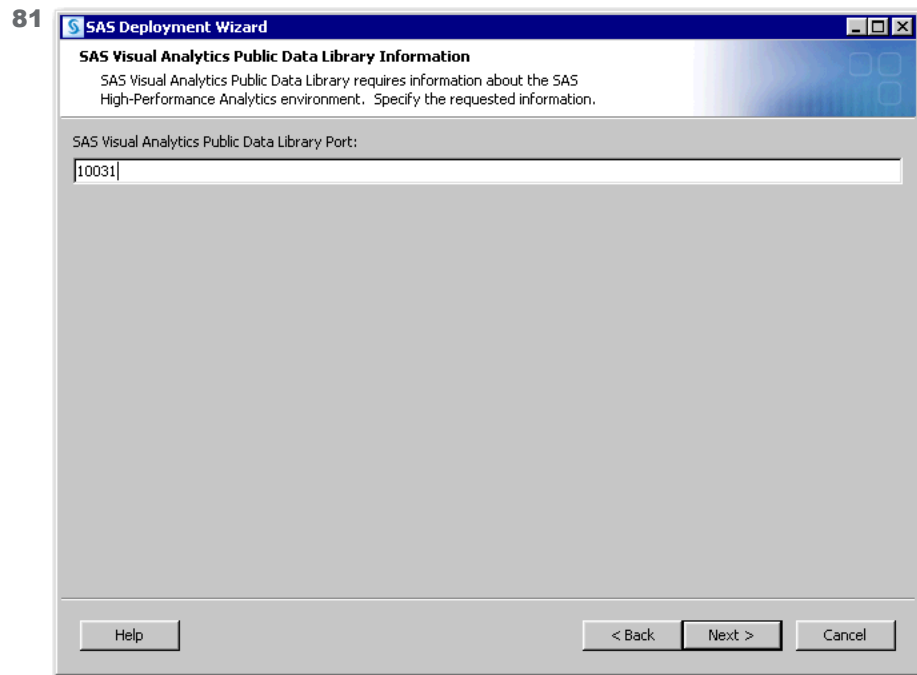 81
SAS Deployment Wizard
SAS Visual Analytics Public Data Library Information
SAS Visual Analytics Public Data Library requires information about the SAS
High-Performance Analytics environment. Specify the requested information.
SAS Visual Analytics Public Data Library Port:
10031
Help
< Back
Next >
Cancel